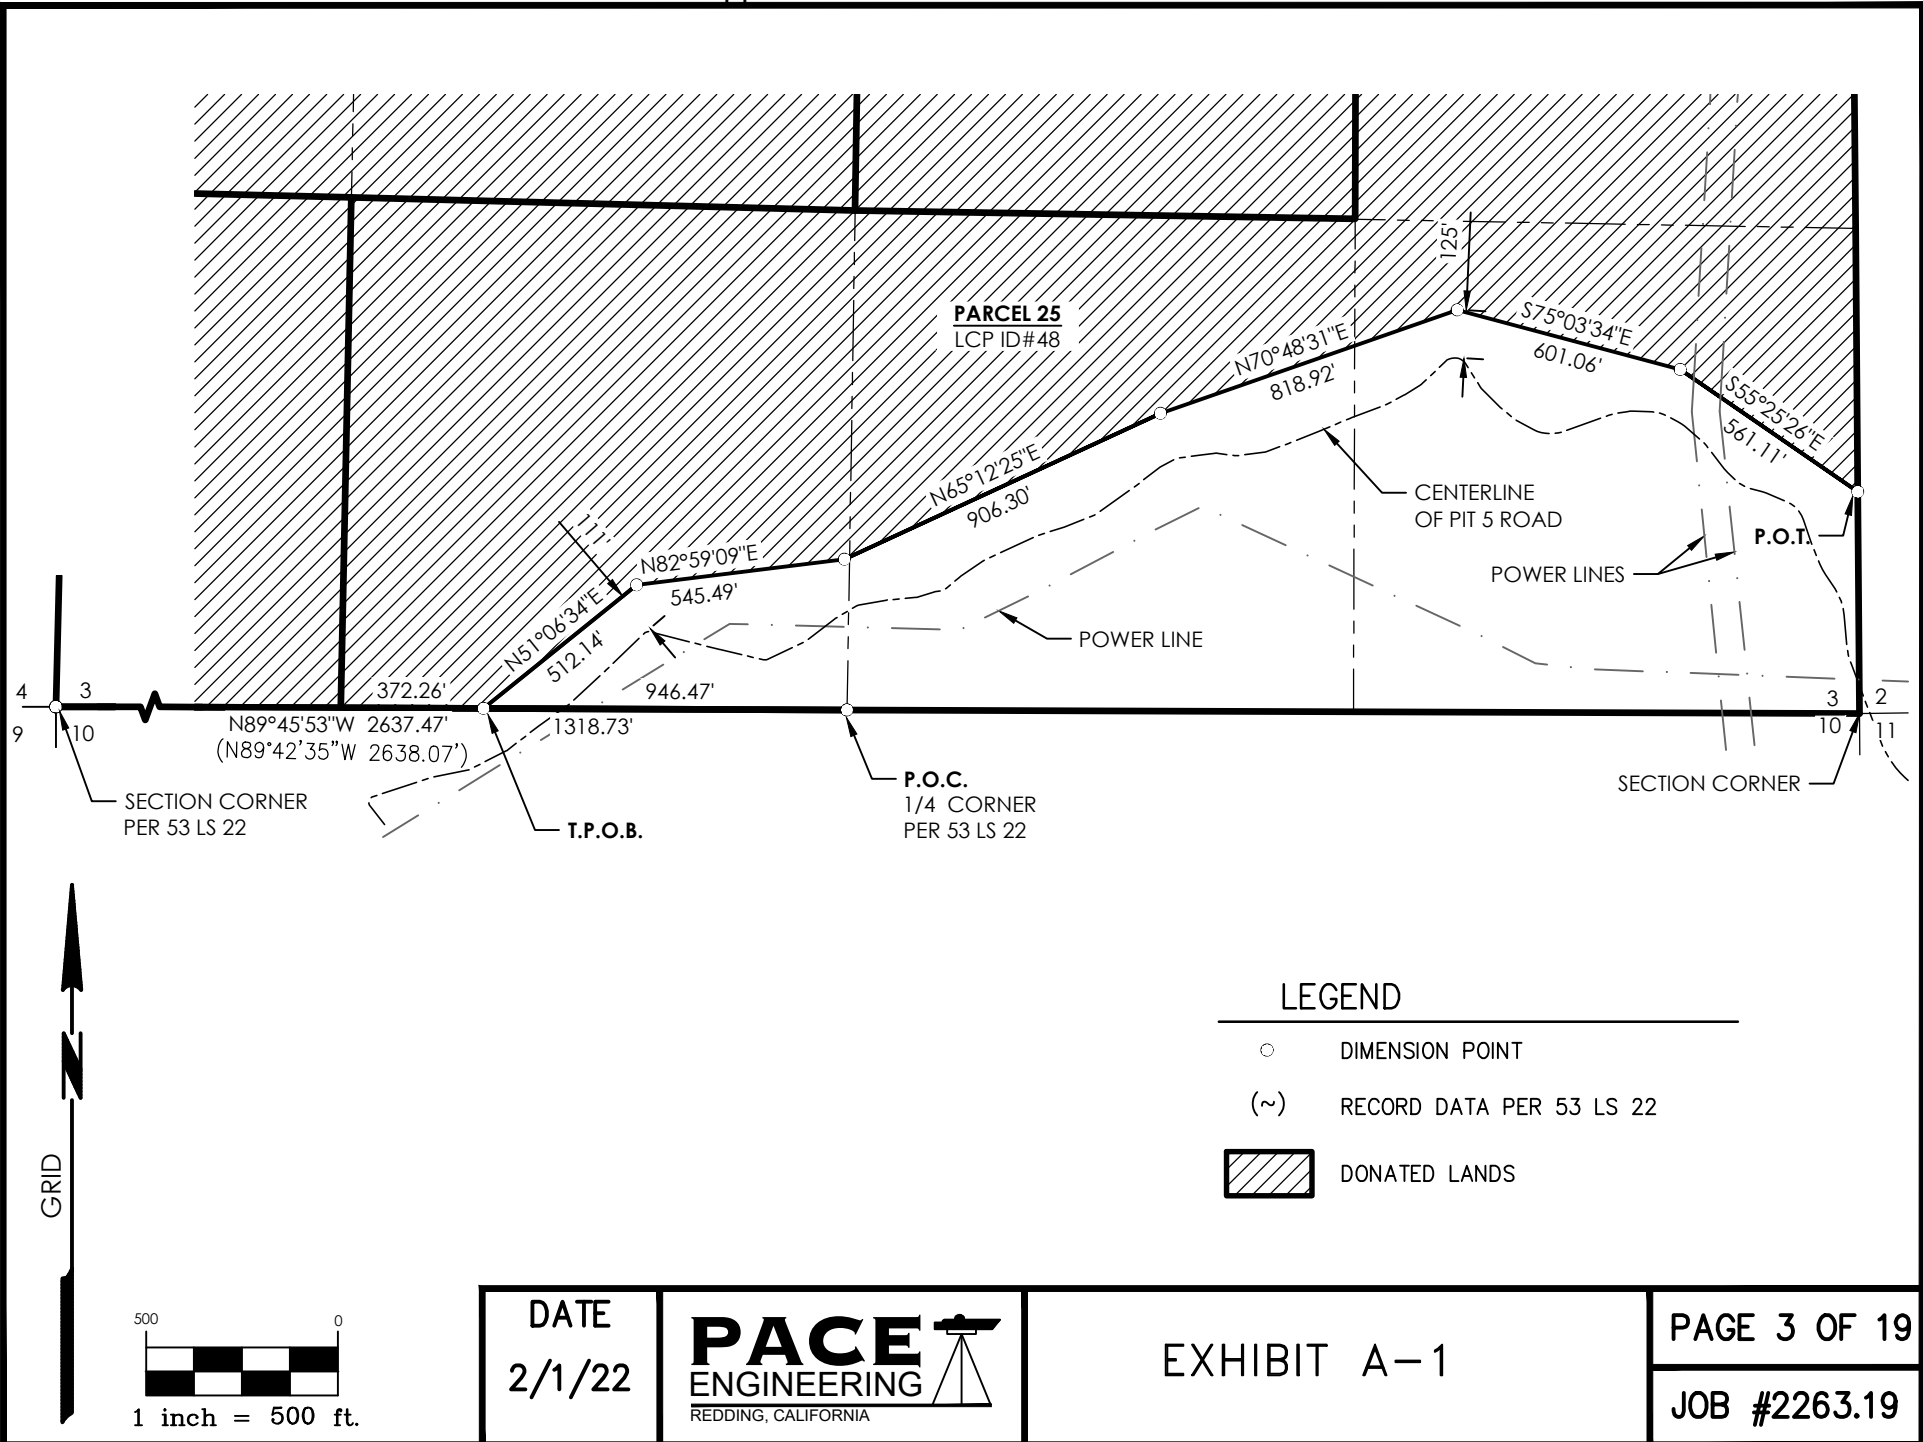 125'
PARCEL 25
LCP ID#48
S75°03'34"E
601.06'
N70°48'31"E
818.92'
S55°25'26"E
561.11'
N65°12'25"E
906.30'
CENTERLINE
OF PIT 5 ROAD
P.O.T.
111'
N82°59'09"E
545.49'
POWER LINES
N51°06'34"E
512.14'
POWER LINE
4 3
9 10
372.26'
946.47'
3 2
10 11
N89°45'53"W 2637.47'
(N89°42'35"W 2638.07')
1318.73'
SECTION CORNER
PER 53 LS 22
T.P.O.B.
P.O.C.
1/4 CORNER
PER 53 LS 22
SECTION CORNER
N
GRID
LEGEND
DIMENSION POINT
(~) RECORD DATA PER 53 LS 22
DONATED LANDS
500 0
1 inch = 500 ft.
DATE
2/1/22
PACE
ENGINEERING
REDDING, CALIFORNIA
EXHIBIT A-1
PAGE 3 OF 19
JOB #2263.19